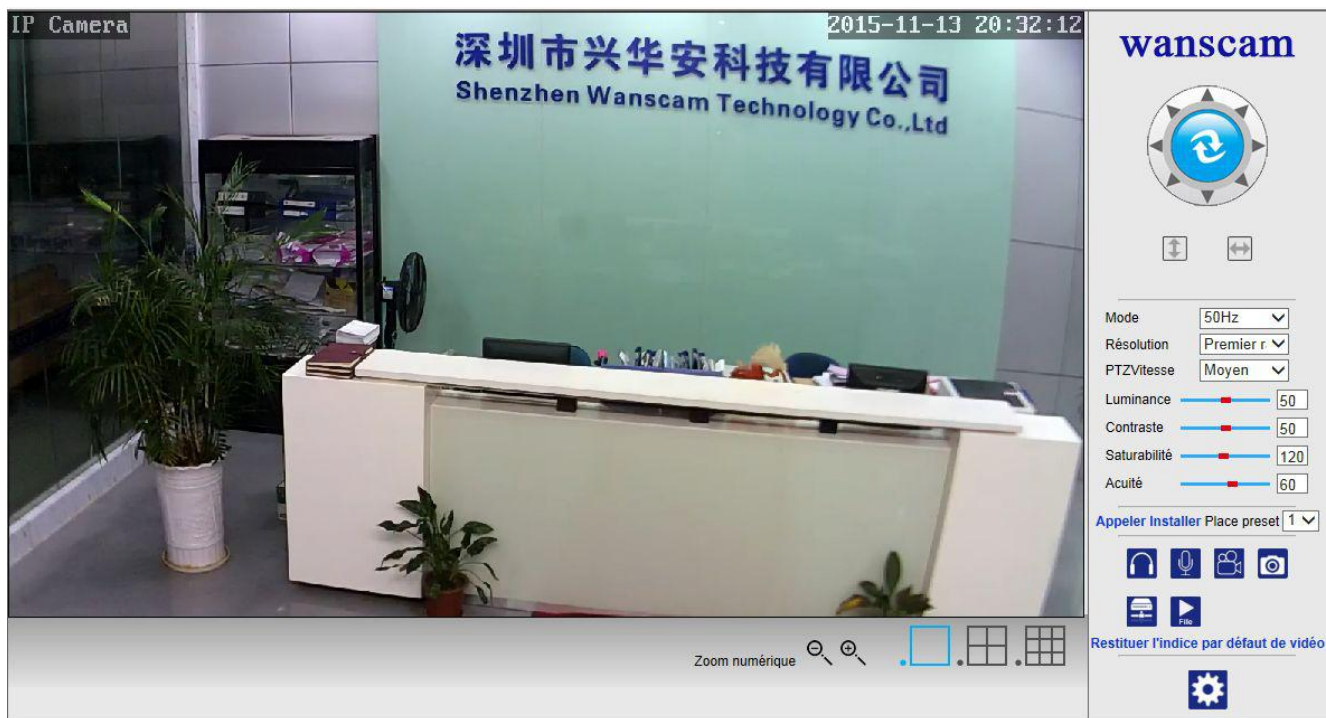 IP Camera
2015-11-13 20:32:12
深圳市兴华安科技有限公司
Shenzhen Wanscam Technology Co.,Ltd
wanscam
Mode 50Hz
Résolution Premier r
PTZVitesse Moyen
Luminance 50
Contraste 50
Saturabilité 120
Acuité 60
Appeler Installer Place preset 1
File
Restituer l'indice par défaut de vidéo
Zoom numérique